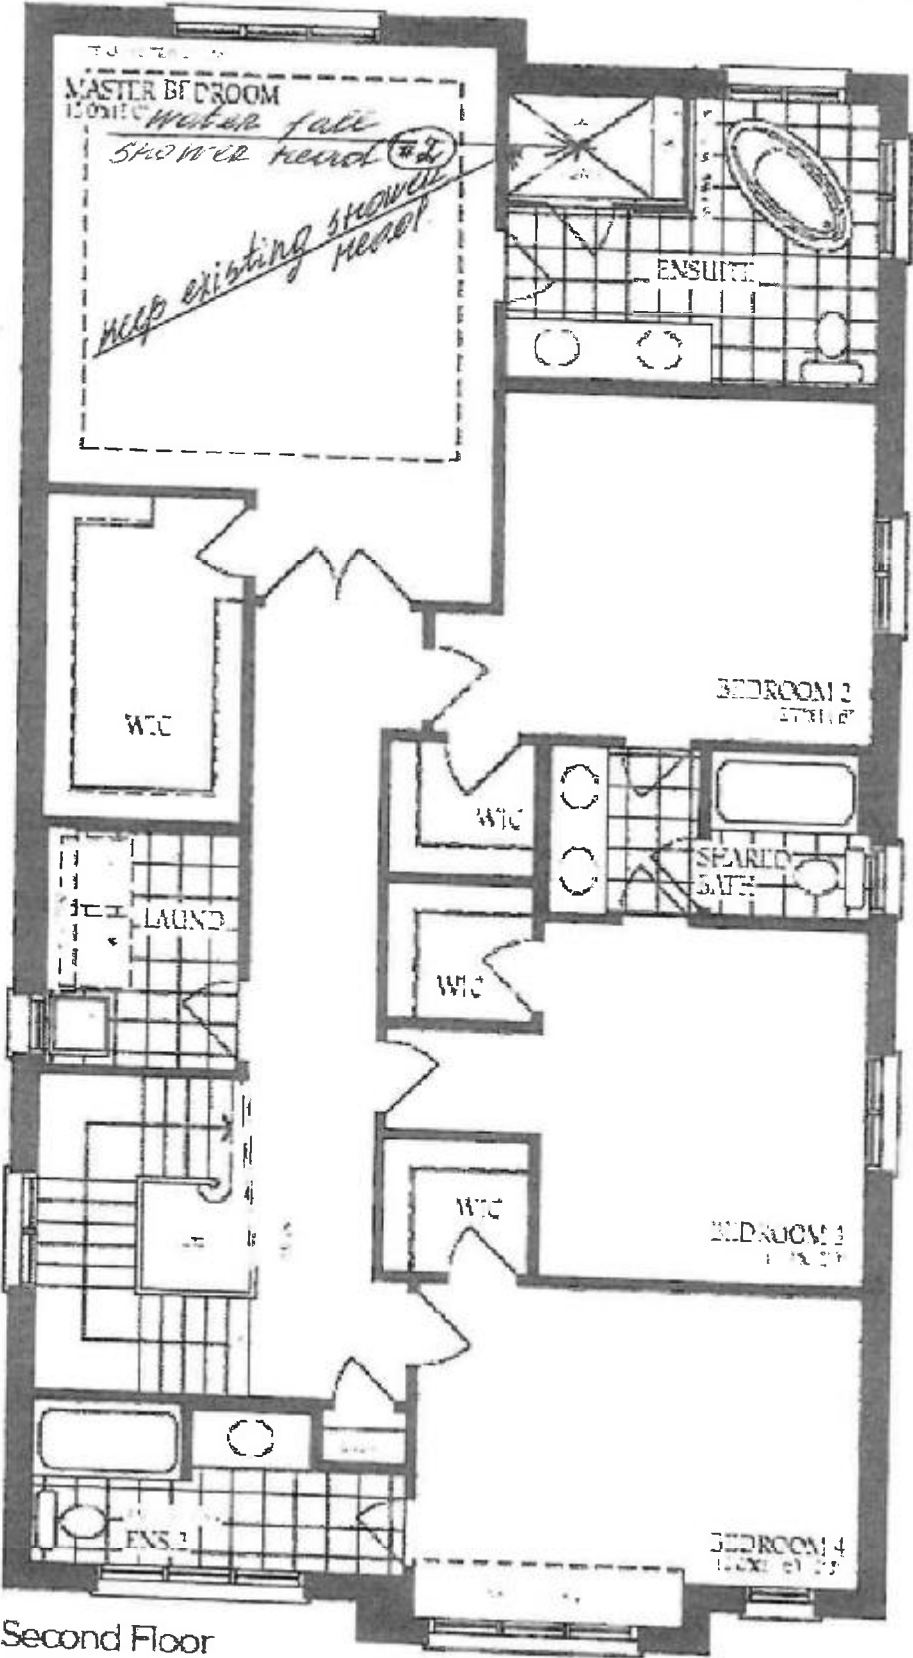 MASTER BEDROOM
Water fall
SHOWER Head #2
keep existing shower
Head.
ENSUITE
BEDROOM 2
WIC
WIC
SHARED
BATH
LAUND
WIC
WIC
BEDROOM 3
ENS.2
BEDROOM 4
Second Floor